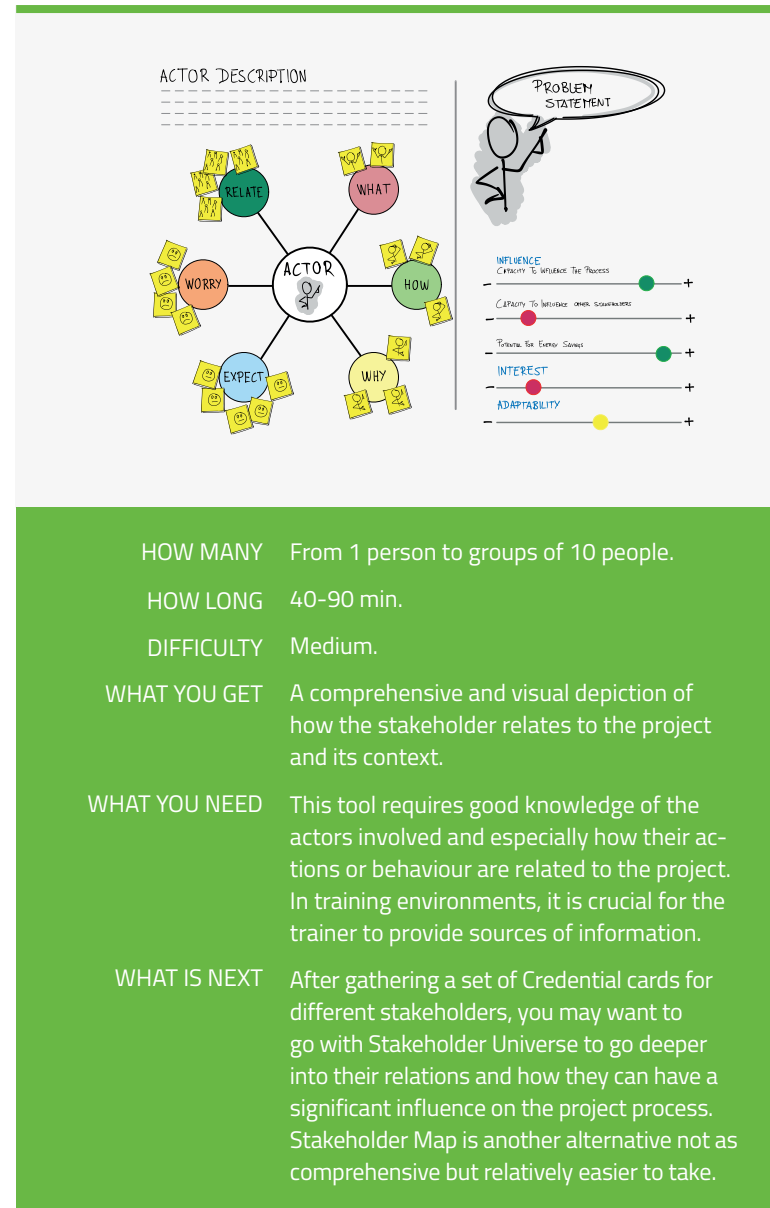 ACTOR DESCRIPTION
PROBLEM
STATEMENT
RELATE
WHAT
WORRY
ACTOR
HOW
EXPECT
WHY
INFLUENCE
CAPACITY TO INFLUENCE THE PROCESS
- +
CAPACITY TO INFLUENCE OTHER STAKEHOLDERS
- +
POTENTIAL FOR ENERGY SAVINGS
- +
INTEREST
- +
ADAPTABILITY
- +
HOW MANY From 1 person to groups of 10 people.
HOW LONG 40-90 min.
DIFFICULTY Medium.
WHAT YOU GET A comprehensive and visual depiction of
how the stakeholder relates to the project
and its context.
WHAT YOU NEED This tool requires good knowledge of the
actors involved and especially how their ac-
tions or behaviour are related to the project.
In training environments, it is crucial for the
trainer to provide sources of information.
WHAT IS NEXT After gathering a set of Credential cards for
different stakeholders, you may want to
go with Stakeholder Universe to go deeper
into their relations and how they can have a
significant influence on the project process.
Stakeholder Map is another alternative not as
comprehensive but relatively easier to take.